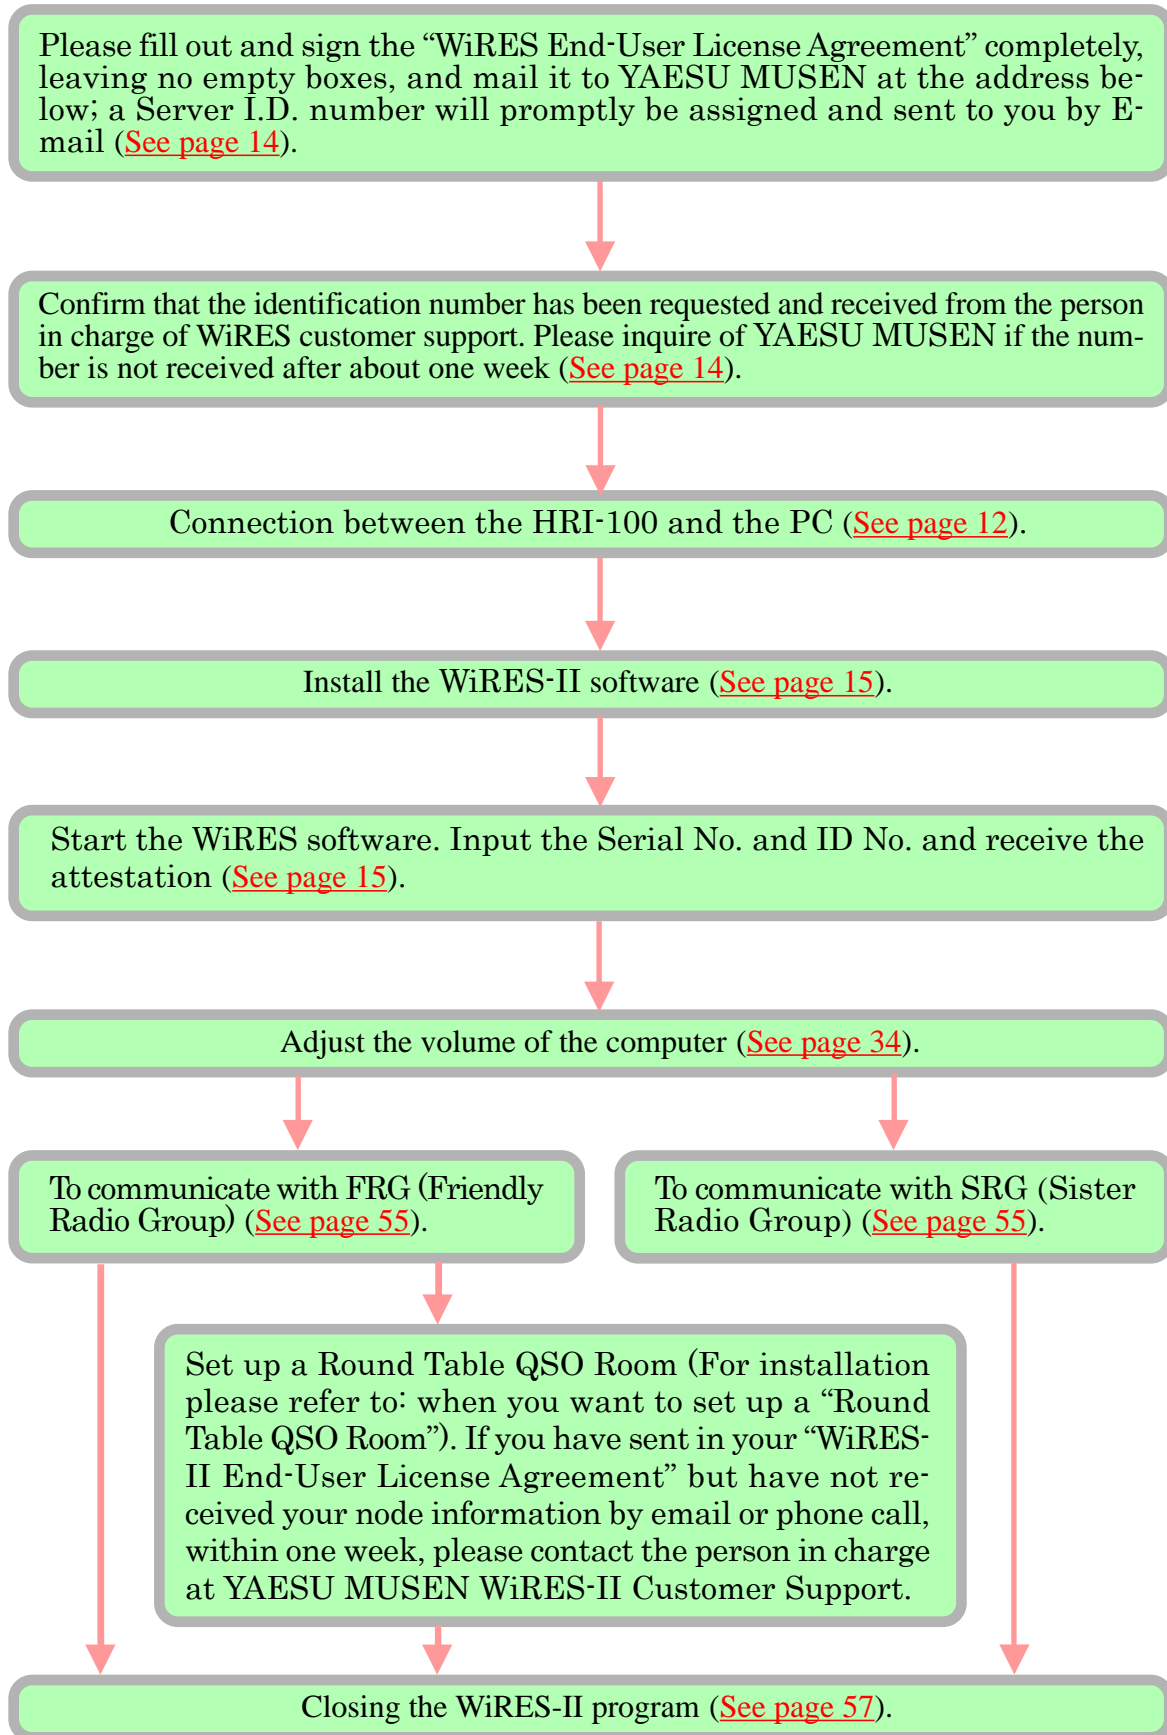 Please fill out and sign the “WiRES End-User License Agreement” completely,
leaving no empty boxes, and mail it to YAESU MUSEN at the address be-
low; a Server I.D. number will promptly be assigned and sent to you by E-
mail (See page 14).
Confirm that the identification number has been requested and received from the person
in charge of WiRES customer support. Please inquire of YAESU MUSEN if the num-
ber is not received after about one week (See page 14).
Connection between the HRI-100 and the PC (See page 12).
Install the WiRES-II software (See page 15).
Start the WiRES software. Input the Serial No. and ID No. and receive the
attestation (See page 15).
Adjust the volume of the computer (See page 34).
To communicate with FRG (Friendly
Radio Group) (See page 55).
To communicate with SRG (Sister
Radio Group) (See page 55).
Set up a Round Table QSO Room (For installation
please refer to: when you want to set up a “Round
Table QSO Room”). If you have sent in your “WiRES-
II End-User License Agreement” but have not re-
ceived your node information by email or phone call,
within one week, please contact the person in charge
at YAESU MUSEN WiRES-II Customer Support.
Closing the WiRES-II program (See page 57).